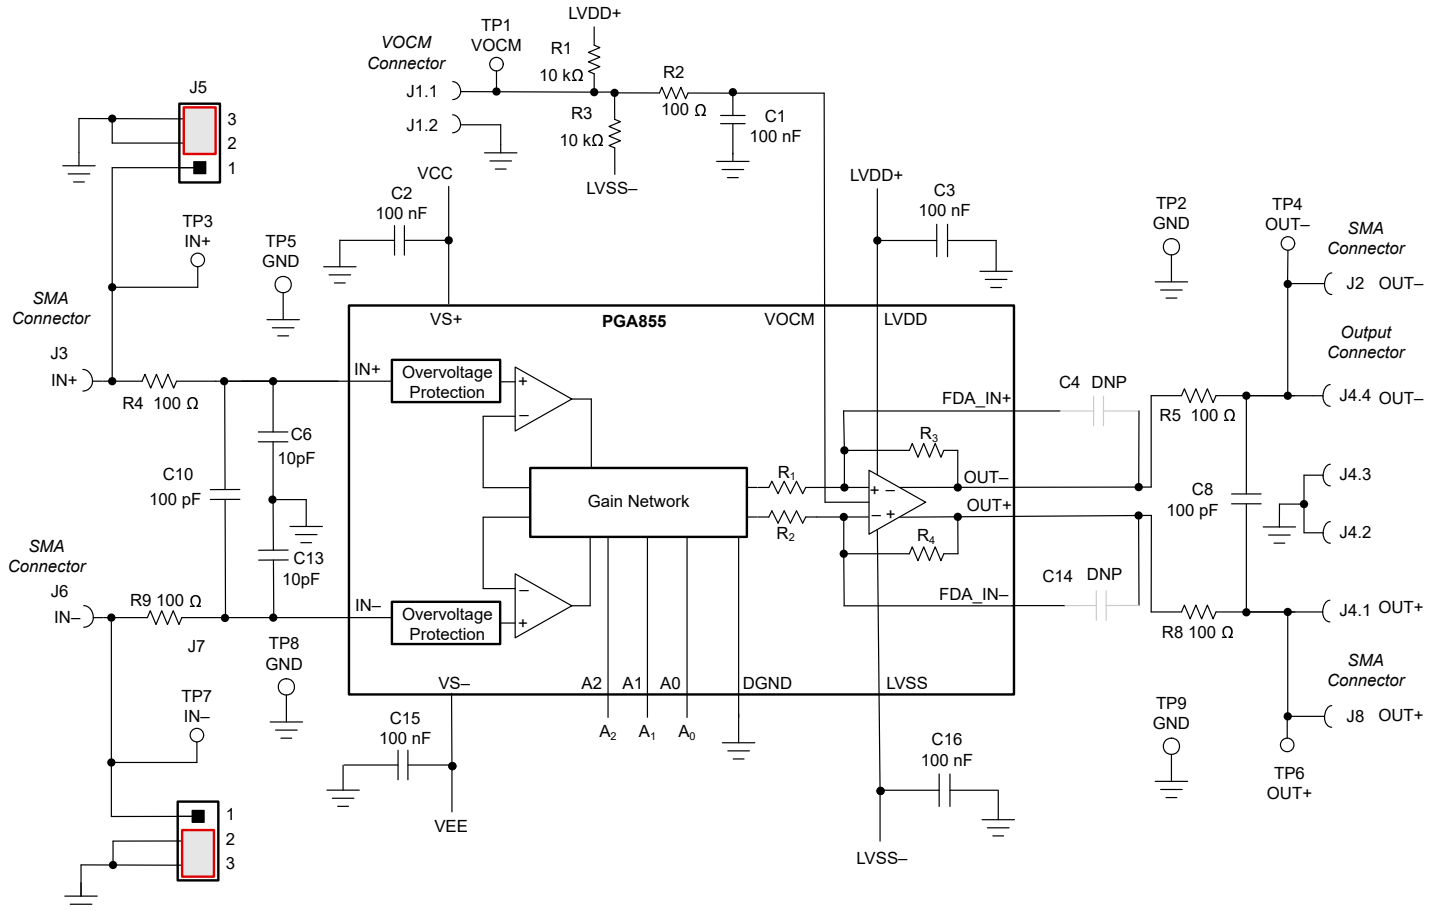 LVDD+
TP1
VOCM
VOCM
Connector
R1
10 kΩ
R2
100 Ω
J1.1
J1.2
R3
10 kΩ
C1
100 nF
LVSS–
J5
3
2
1
VCC
C2
100 nF
LVDD+
C3
100 nF
TP3
IN+
TP5
GND
TP2
GND
TP4
OUT–
SMA
Connector
J2 OUT–
SMA
Connector
J3
IN+
R4 100 Ω
VS+
PGA855
VOCM
LVDD
IN+
Overvoltage
Protection
+
–
Output
Connector
C4 DNP
FDA_IN+
R5 100 Ω
J4.4 OUT–
C6
10pF
C10
100 pF
R3
R1
OUT–
Gain Network
+ –
– +
OUT+
R2
R4
C8
100 pF
J4.3
J4.2
C13
10pF
SMA
Connector
J6
IN–
R9 100 Ω
J7
IN–
Overvoltage
Protection
–
+
C14 DNP
FDA_IN–
R8 100 Ω
J4.1 OUT+
TP8
GND
VS–
A2
A1
A0
DGND
LVSS
SMA
Connector
TP7
IN–
C15
100 nF
A2
A1
A0
TP9
GND
J8 OUT+
C16
100 nF
TP6
OUT+
1
2
3
VEE
LVSS–